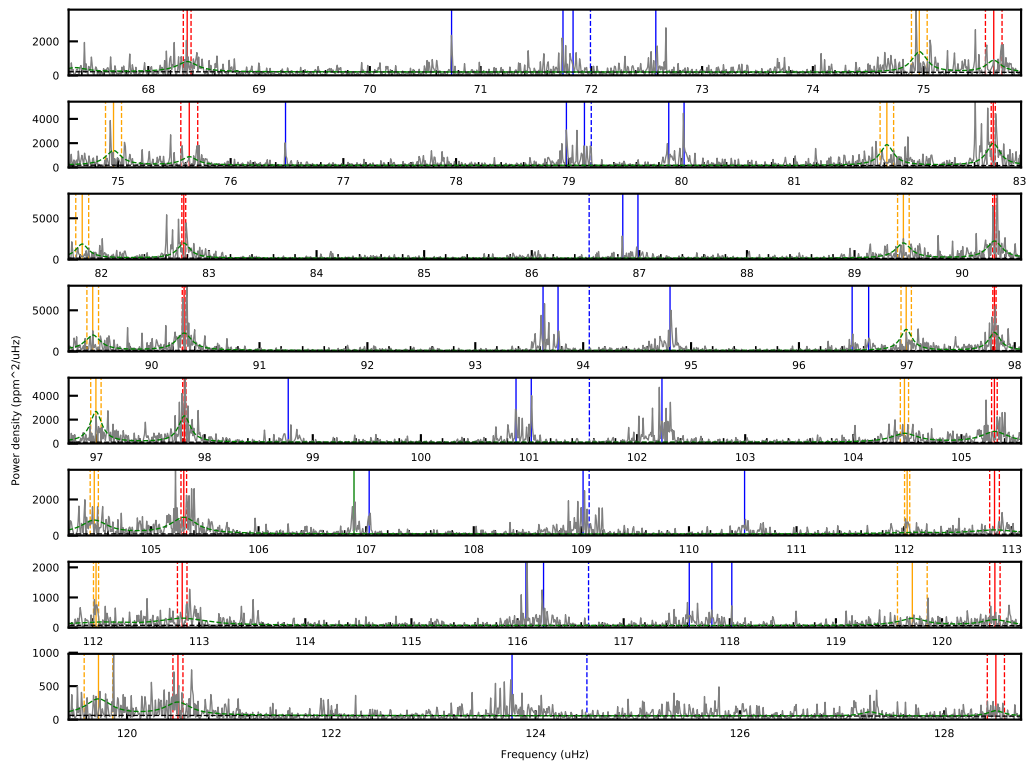 2000
0
68 69 70 71 72 73 74 75
4000
2000
0
75 76 77 78 79 80 81 82 83
5000
0
82 83 84 85 86 87 88 89 90
5000
0
90 91 92 93 94 95 96 97 98
4000
2000
0
97 98 99 100 101 102 103 104 105
Power density (ppm^2/uHz)
2000
0
105 106 107 108 109 110 111 112 113
2000
1000
0
112 113 114 115 116 117 118 119 120
1000
500
0
120 122 124 126 128
Frequency (uHz)